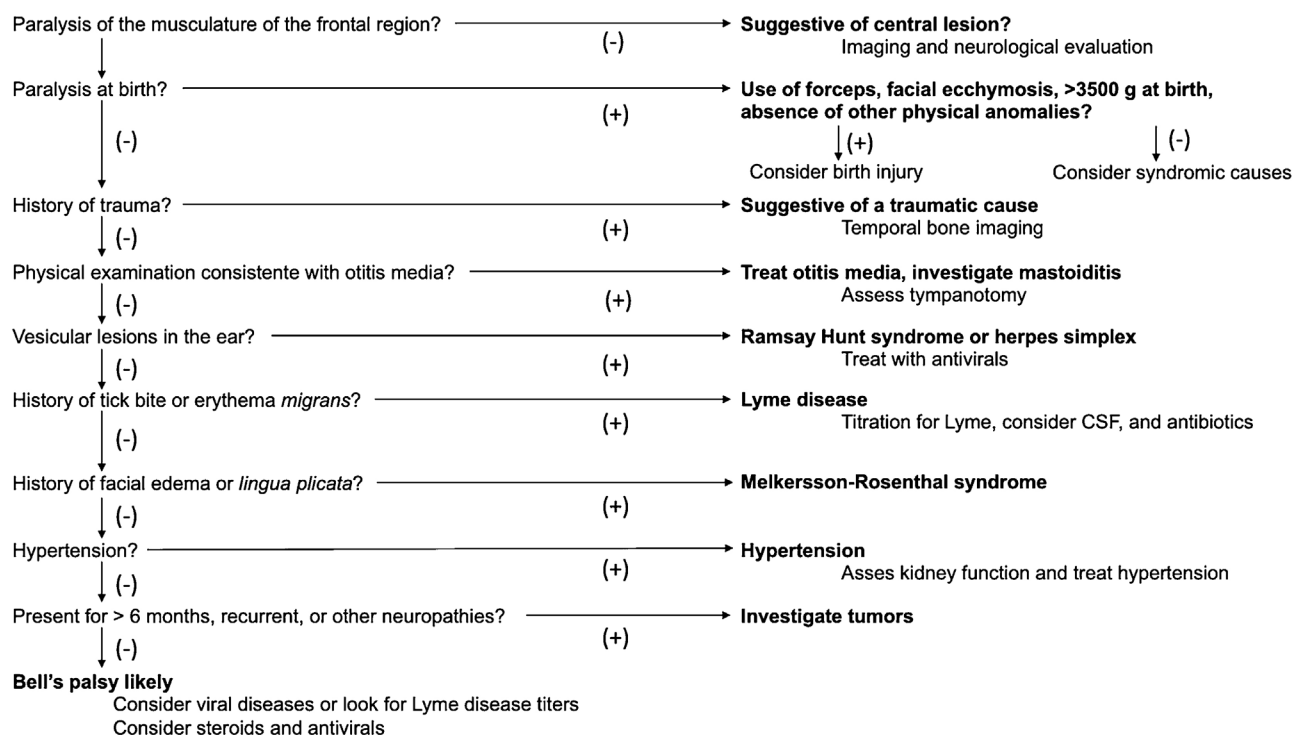 Paralysis of the musculature of the frontal region?
(-)
Suggestive of central lesion?
Imaging and neurological evaluation
Paralysis at birth?
(+)
Use of forceps, facial ecchymosis, >3500 g at birth,
absence of other physical anomalies?
(-)
(+)
(-)
Consider birth injury
Consider syndromic causes
History of trauma?
(+)
Suggestive of a traumatic cause
Temporal bone imaging
(-)
Physical examination consistente with otitis media?
(+)
Treat otitis media, investigate mastoiditis
Assess tympanotomy
(-)
Vesicular lesions in the ear?
(+)
Ramsay Hunt syndrome or herpes simplex
Treat with antivirals
(-)
History of tick bite or erythema migrans?
(+)
Lyme disease
Titration for Lyme, consider CSF, and antibiotics
(-)
History of facial edema or lingua plicata?
(+)
Melkersson-Rosenthal syndrome
(-)
Hypertension?
(+)
Hypertension
Asses kidney function and treat hypertension
(-)
Present for > 6 months, recurrent, or other neuropathies?
(+)
Investigate tumors
(-)
Bell's palsy likely
Consider viral diseases or look for Lyme disease titers
Consider steroids and antivirals